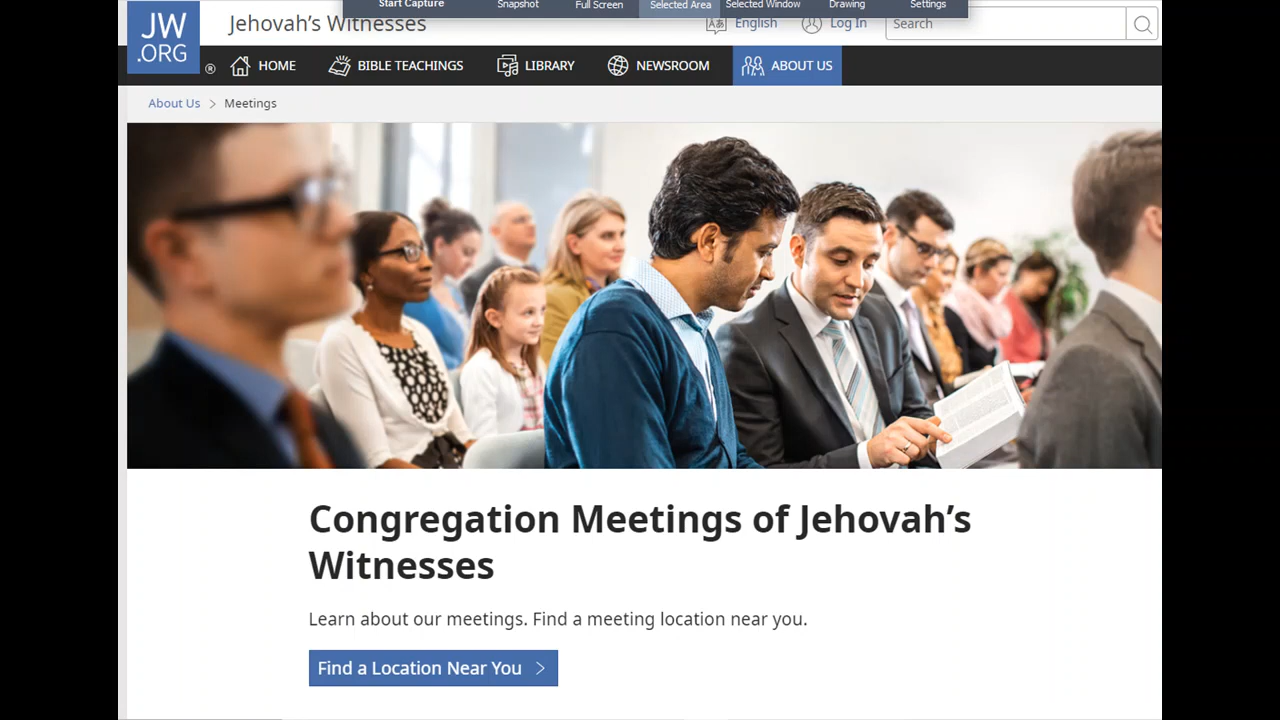 Start Capture Snapshot Full Screen Selected Area Selected Window Drawing Settings
JW
.ORG
®
Jehovah's Witnesses
English
Log In
Search
HOME BIBLE TEACHINGS LIBRARY NEWSROOM ABOUT US
About Us > Meetings
Congregation Meetings of Jehovah's
Witnesses
Learn about our meetings. Find a meeting location near you.
Find a Location Near You >